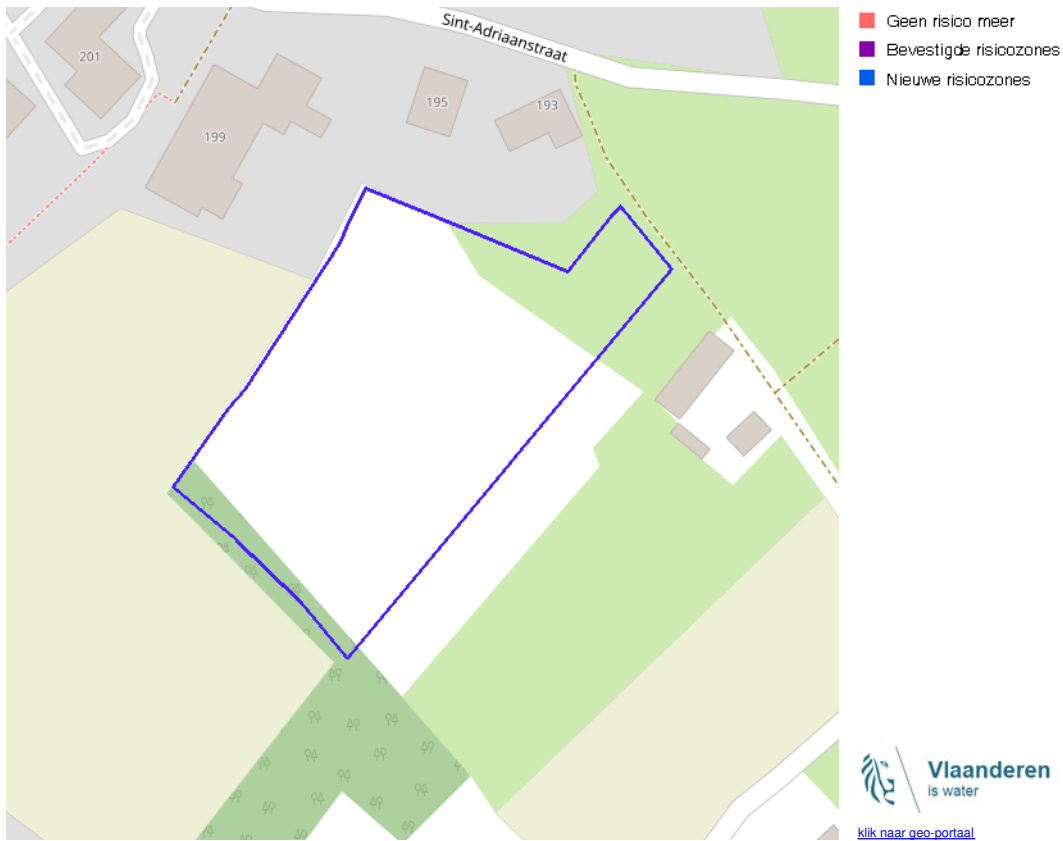 Sint-Adriaanstraat
201
195
193
199
Geen risico meer
Bevestigde risicozones
Nieuwe risicozones
Vlaanderen
is water
klik naar geo-portaal